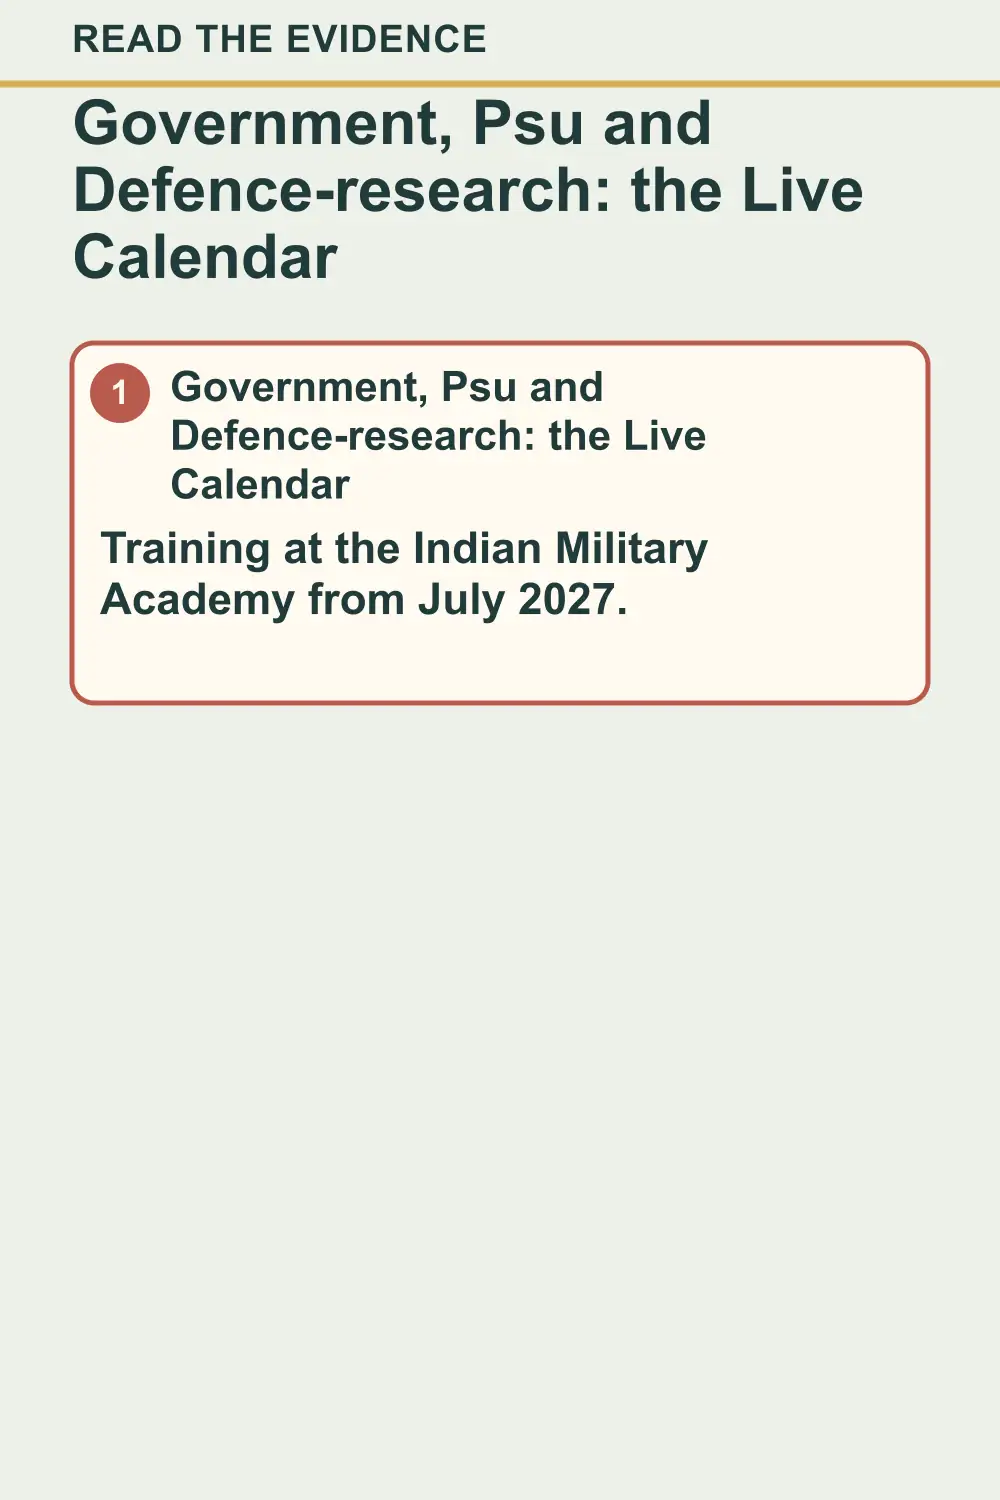 READ THE EVIDENCE
Government, Psu and
Defence-research: the Live
Calendar
1
Government, Psu and
Defence-research: the Live
Calendar
Training at the Indian Military
Academy from July 2027.